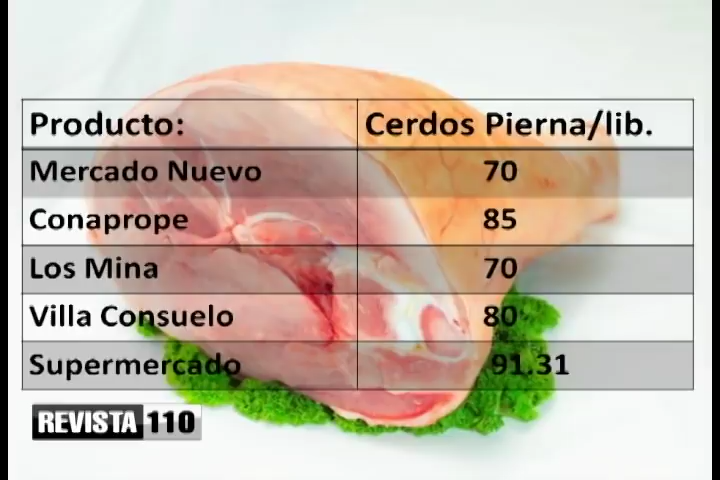 Producto: Cerdos Pierna/lib.
Mercado Nuevo 70
Conaprope 85
Los Mina 70
Villa Consuelo 80
Supermercado 91.31
REVISTA 110